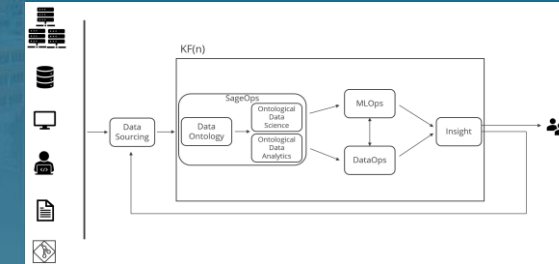 KF(n)
SageOps
Data
Sourcing
Data
Ontology
Ontological
Data
Science
Ontological
Data
Analytics
MLOps
DataOps
Insight